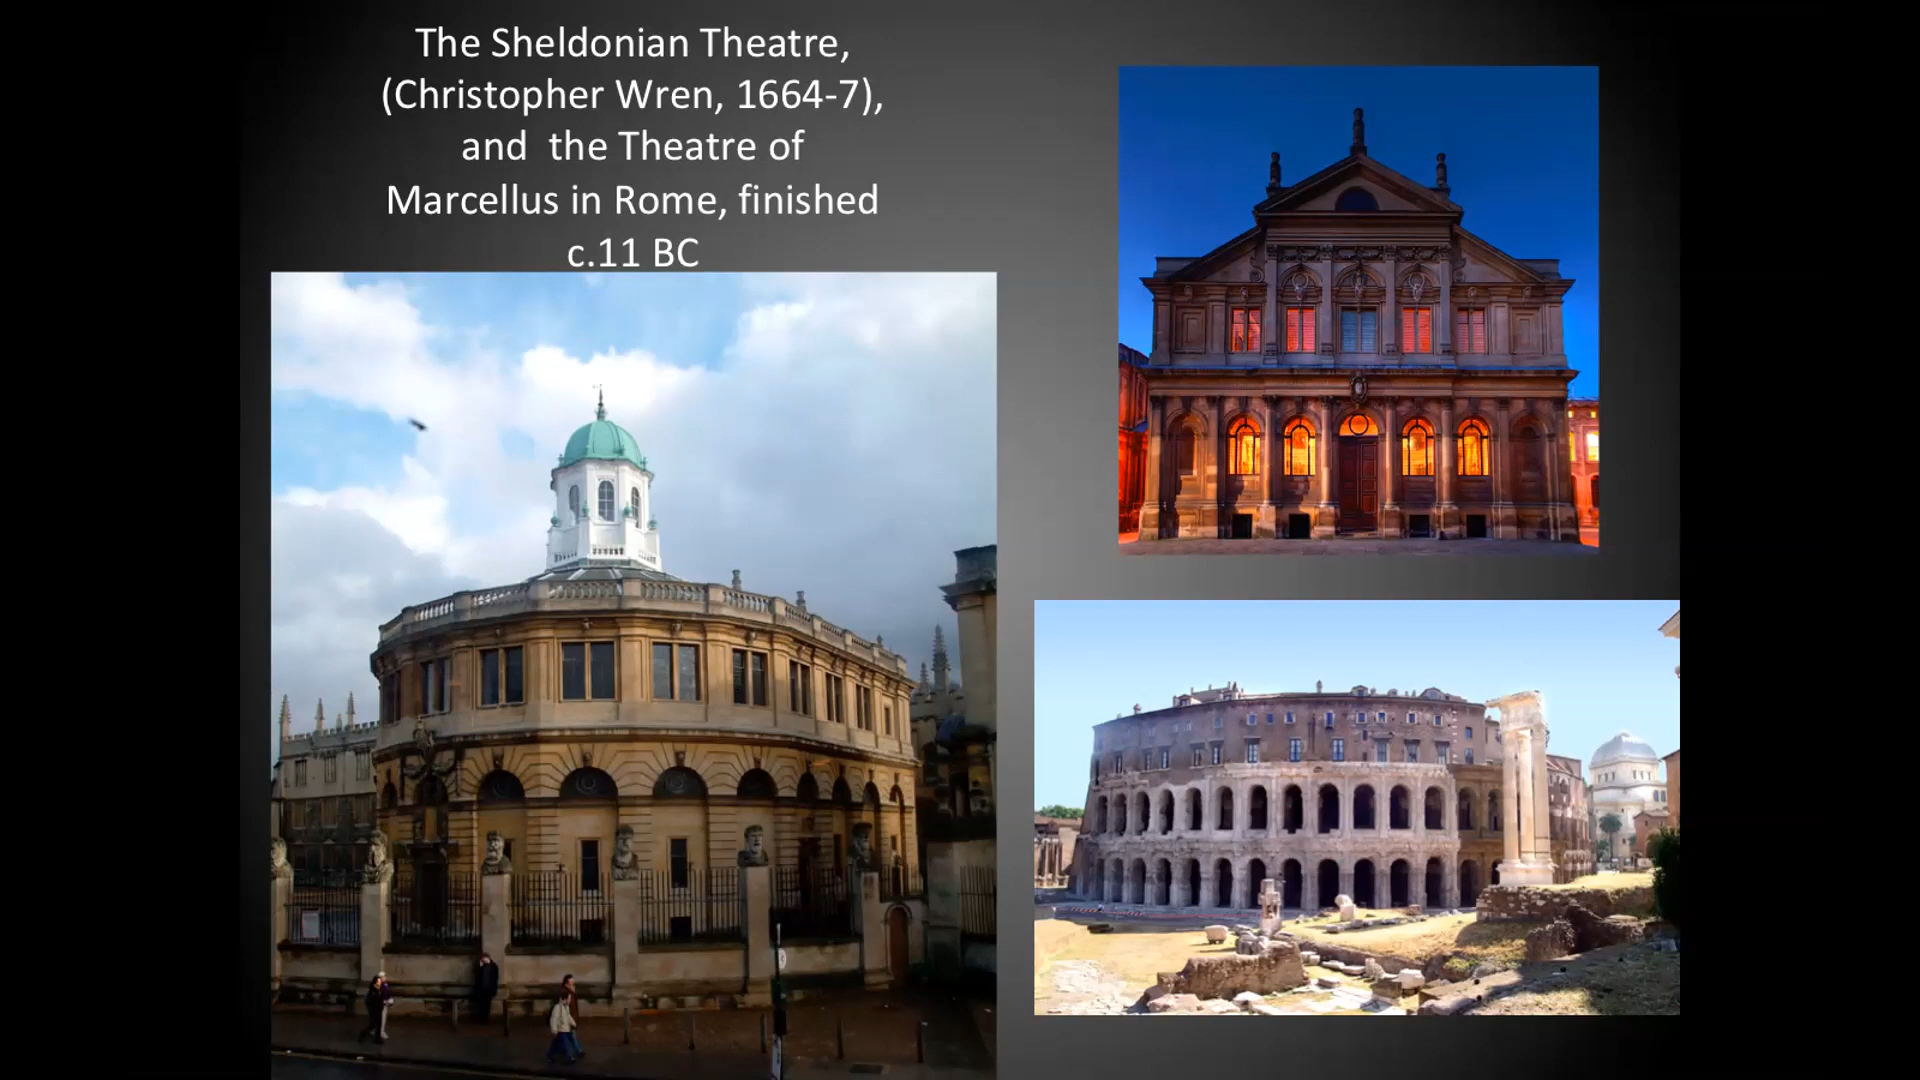 The Sheldonian Theatre,
(Christopher Wren, 1664-7),
and  the Theatre of
Marcellus in Rome, finished
c.11 BC